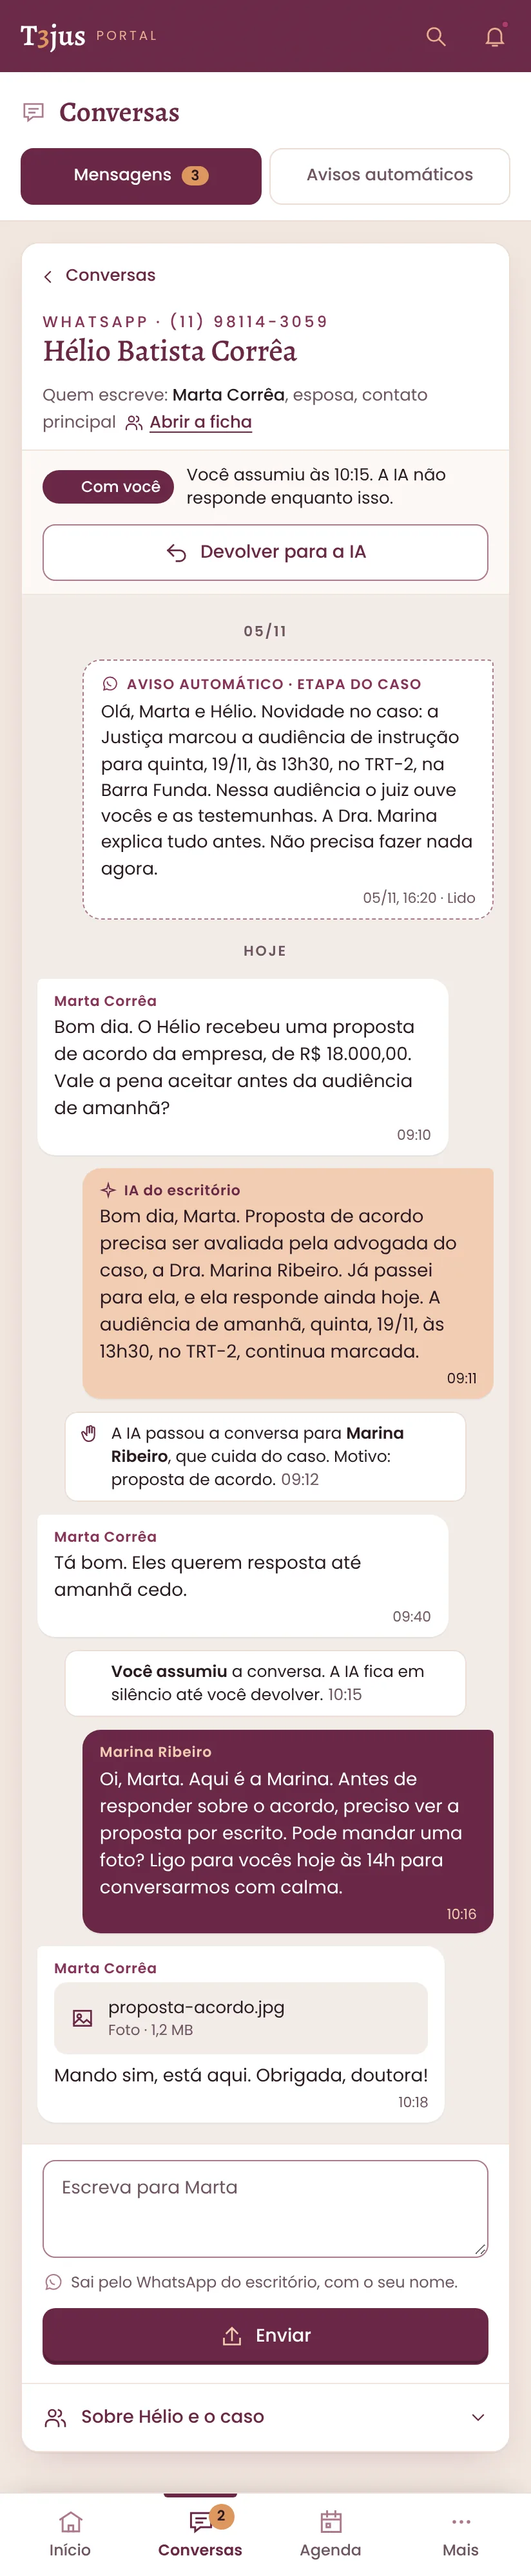 T3jus PORTAL
Conversas
Mensagens 3
Avisos automáticos
Conversas
WHATSAPP · (11) 98114-3059
Hélio Batista Corrêa
Quem escreve: Marta Corrêa, esposa, contato
principal Abrir a ficha
Com você
Você assumiu às 10:15. A IA não
responde enquanto isso.
Devolver para a IA
05/11
AVISO AUTOMÁTICO · ETAPA DO CASO
Olá, Marta e Hélio. Novidade no caso: a
Justiça marcou a audiência de instrução
para quinta, 19/11, às 13h30, no TRT-2, na
Barra Funda. Nessa audiência o juiz ouve
vocês e as testemunhas. A Dra. Marina
explica tudo antes. Não precisa fazer nada
agora.
05/11, 16:20 · Lido
HOJE
Marta Corrêa
Bom dia. O Hélio recebeu uma proposta
de acordo da empresa, de R$ 18.000,00.
Vale a pena aceitar antes da audiência
de amanhã?
09:10
IA do escritório
Bom dia, Marta. Proposta de acordo
precisa ser avaliada pela advogada do
caso, a Dra. Marina Ribeiro. Já passei
para ela, e ela responde ainda hoje. A
audiência de amanhã, quinta, 19/11, às
13h30, no TRT-2, continua marcada.
09:11
A IA passou a conversa para Marina
Ribeiro, que cuida do caso. Motivo:
proposta de acordo. 09:12
Marta Corrêa
Tá bom. Eles querem resposta até
amanhã cedo.
09:40
Você assumiu a conversa. A IA fica em
silêncio até você devolver. 10:15
Marina Ribeiro
Oi, Marta. Aqui é a Marina. Antes de
responder sobre o acordo, preciso ver a
proposta por escrito. Pode mandar uma
foto? Ligo para vocês hoje às 14h para
conversarmos com calma.
10:16
Marta Corrêa
proposta-acordo.jpg
Foto · 1,2 MB
Mando sim, está aqui. Obrigada, doutora!
10:18
Escreva para Marta
Sai pelo WhatsApp do escritório, com o seu nome.
Enviar
Sobre Hélio e o caso
2
Início
Conversas
Agenda
Mais